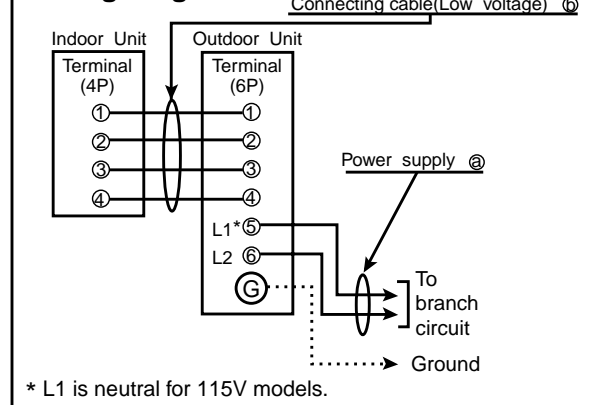 Connecting cable(Low voltage) ⓑ
Indoor Unit
Outdoor Unit
Terminal
(4P)
Terminal
(6P)
① ①
② ②
③ ③
④ ④
Power supply ⓐ
L1*⑤
L2 ⑥
Ⓖ
To
branch
circuit
Ground
* L1 is neutral for 115V models.